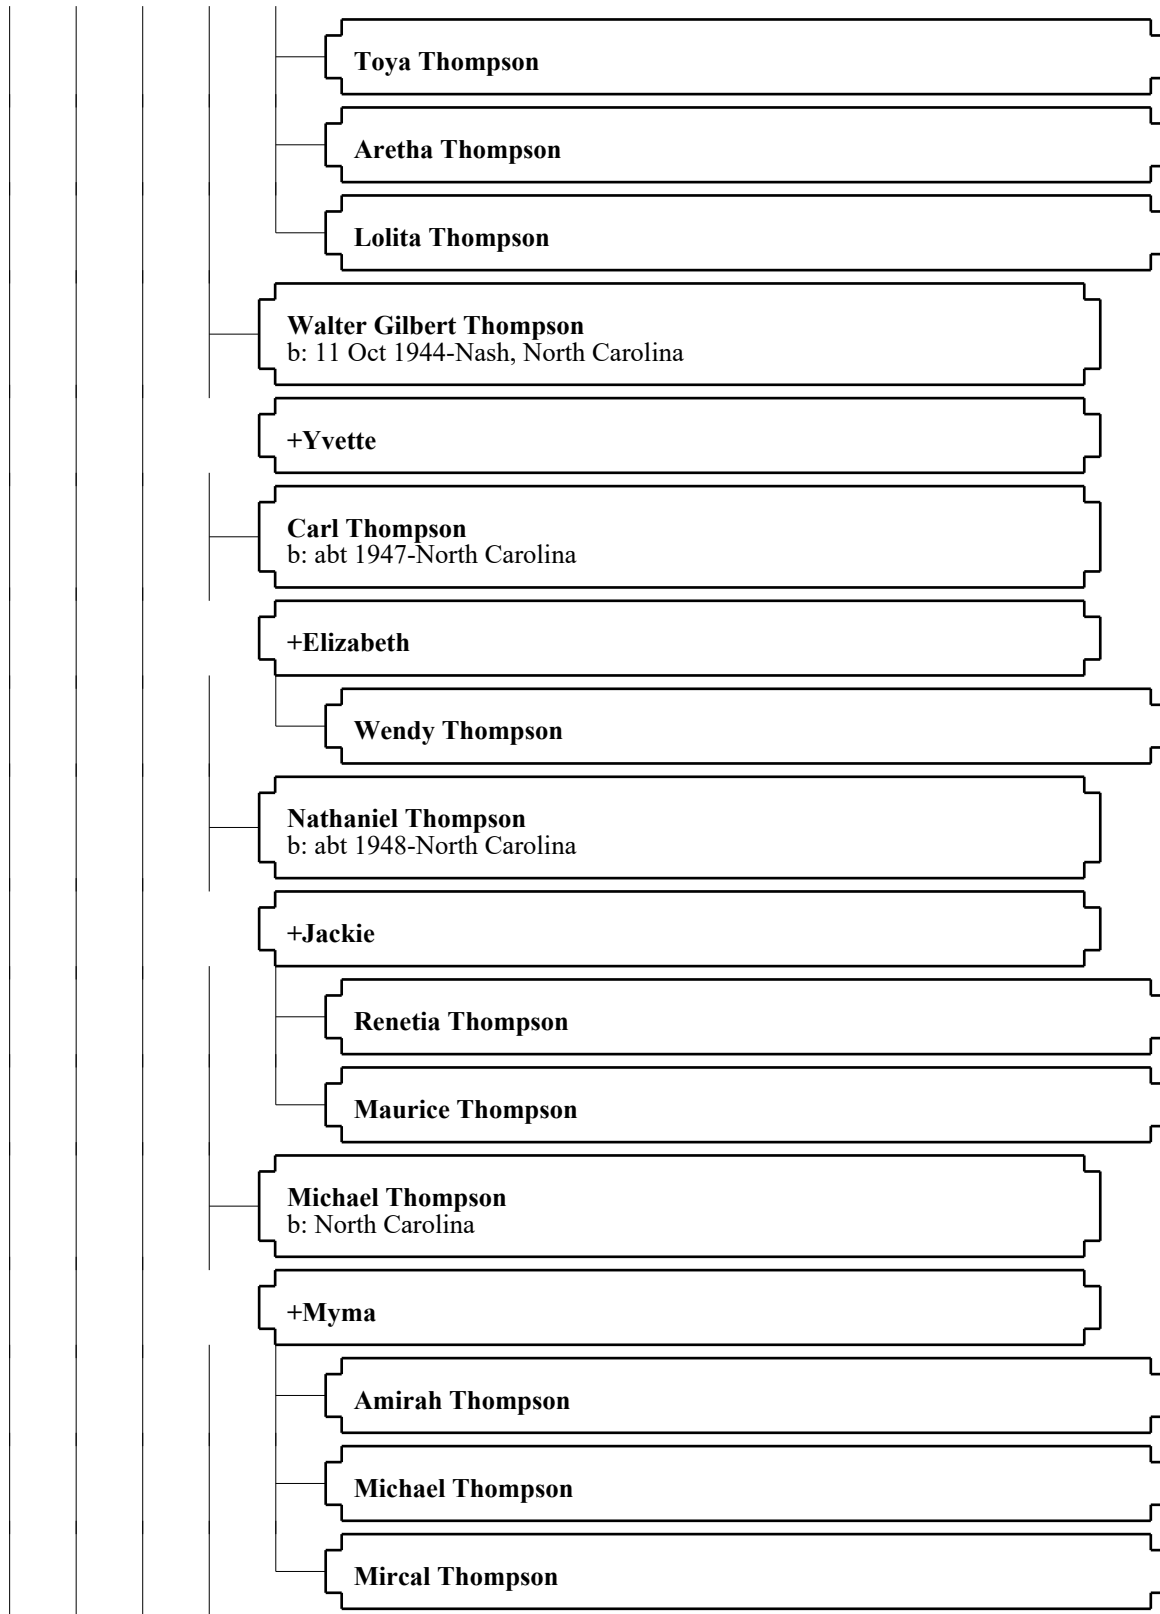 Toya Thompson
Aretha Thompson
Lolita Thompson
Walter Gilbert Thompson
b: 11 Oct 1944-Nash, North Carolina
+Yvette
Carl Thompson
b: abt 1947-North Carolina
+Elizabeth
Wendy Thompson
Nathaniel Thompson
b: abt 1948-North Carolina
+Jackie
Renetia Thompson
Maurice Thompson
Michael Thompson
b: North Carolina
+Myma
Amirah Thompson
Michael Thompson
Mircal Thompson